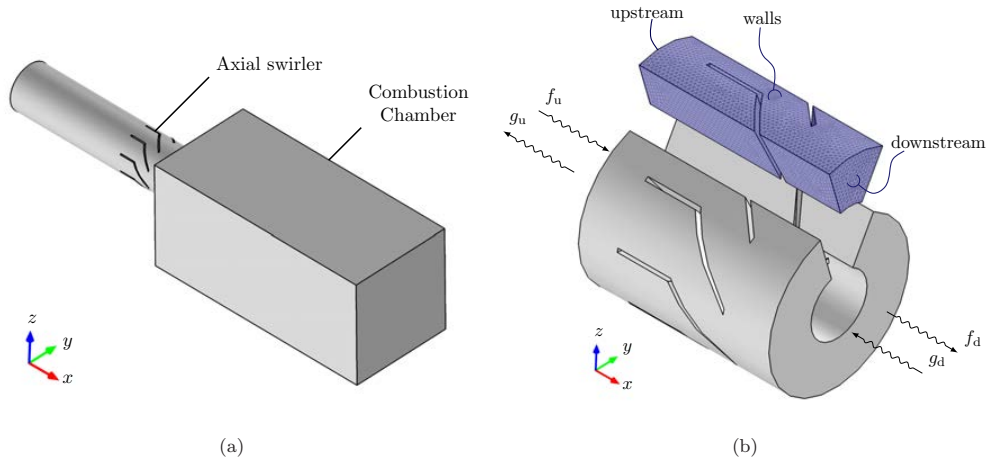 Axial swirler
Combustion
Chamber
z
y
x
(a)
upstream
walls
downstream
f_u
g_u
f_d
g_d
z
y
x
(b)